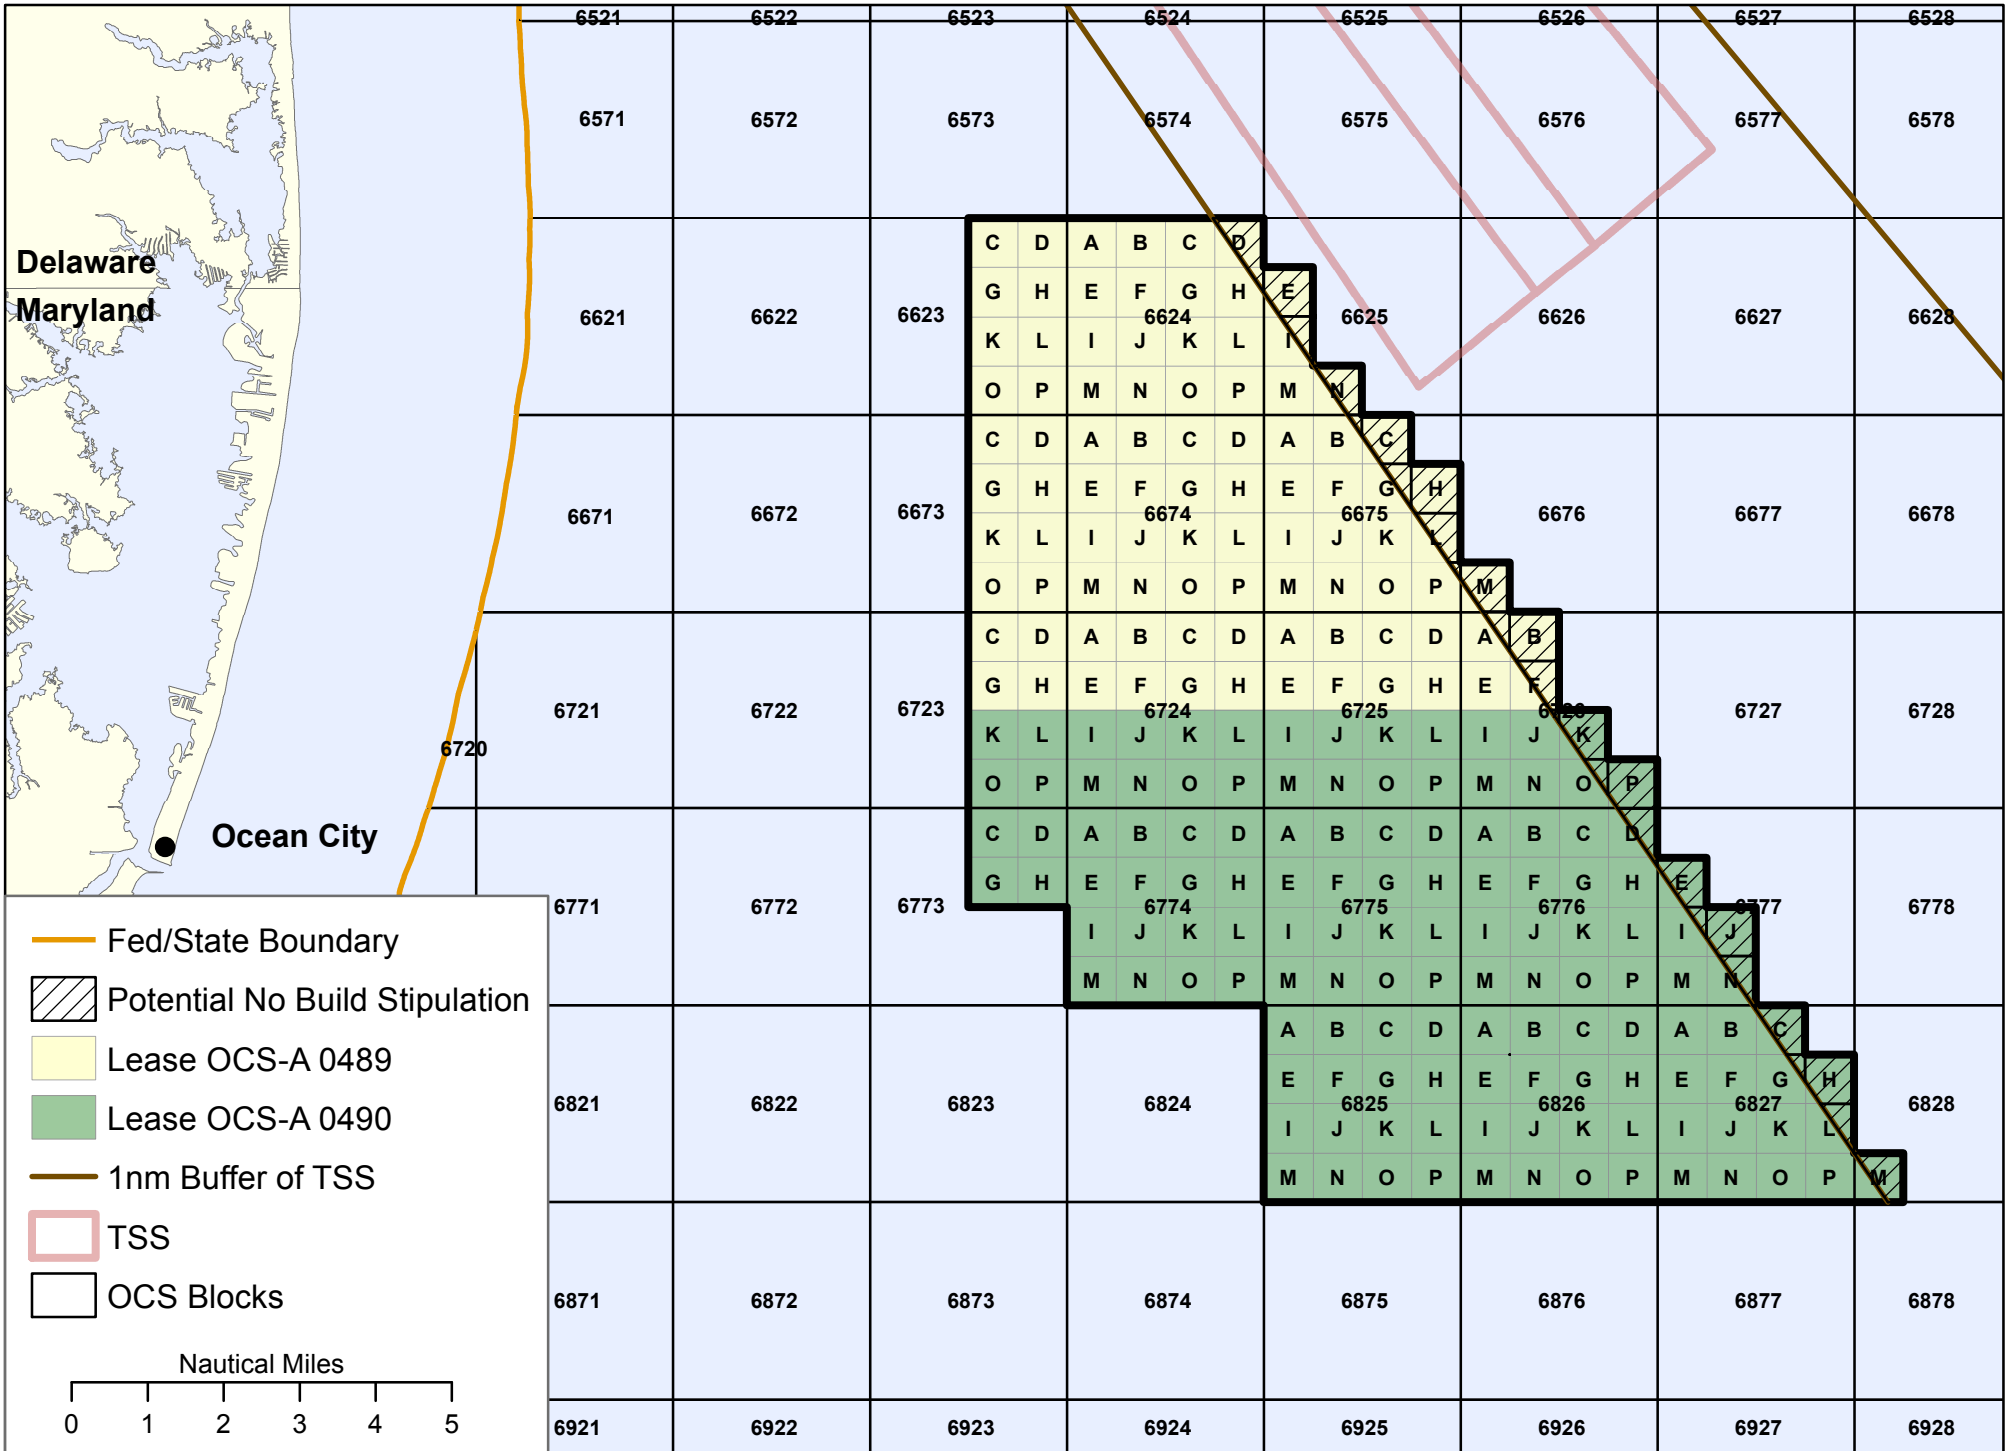 6521 6522 6523 6524 6525 6526 6527 6528
6571 6572 6573 6574 6575 6576 6577 6578
Delaware
Maryland
C D A B C D
G H E F G H E
6621 6622 6623 6624 6625 6626 6627 6628
K L I J K L I
O P M N O P M N
C D A B C D A B C
G H E F G H E F G H
6671 6672 6673 6674 6675 6676 6677 6678
K L I J K L I J K L
O P M N O P M N O P M
C D A B C D A B C D A B
G H E F G H E F G H E F
6721 6722 6723 6724 6725 6726 6727 6728
K L I J K L I J K L I J K
6720
O P M N O P M N O P M N O P
Ocean City
C D A B C D A B C D A B C D
G H E F G H E F G H E F G H E
6771 6772 6773 6774 6775 6776 6777 6778
I J K L I J K L I J K L I J
M N O P M N O P M N O P M N
A B C D A B C D A B C
E F G H E F G H E F G H
6821 6822 6823 6824 6825 6826 6827 6828
I J K L I J K L I J K L
M N O P M N O P M N O P M
6871 6872 6873 6874 6875 6876 6877 6878
6921 6922 6923 6924 6925 6926 6927 6928
Fed/State Boundary
Potential No Build Stipulation
Lease OCS-A 0489
Lease OCS-A 0490
1nm Buffer of TSS
TSS
OCS Blocks
Nautical Miles
0 1 2 3 4 5